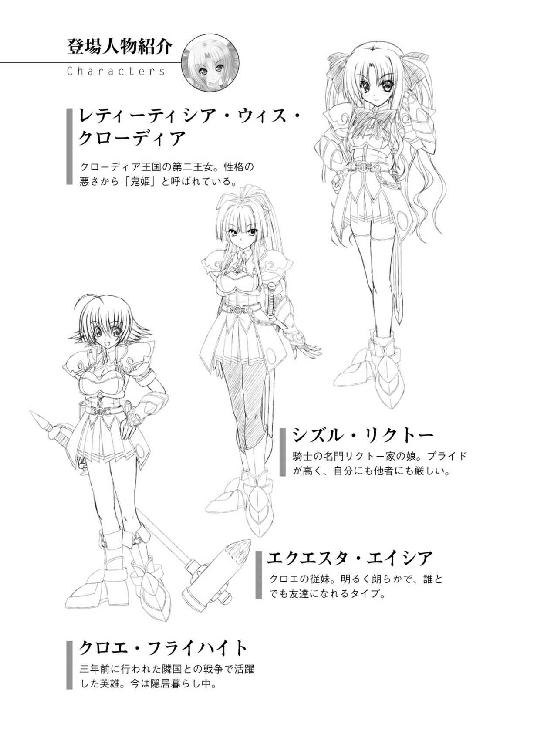 登場人物紹介
Characters
レティーティシア・ウィス・
クローディア
クローディア王国の第二王女。性格の
悪さから「兇姫」と呼ばれている。
シズル・リクトー
騎士の名門リクトー家の娘。プライド
が高く、自分にも他者にも厳しい。
エクエスタ・エイシア
クロエの従妹。明るく朗らかで、誰と
でも友達になれるタイプ。
クロエ・フライハイト
三年前に行われた隣国との戦争で活躍
した英雄。今は隠居暮らし中。